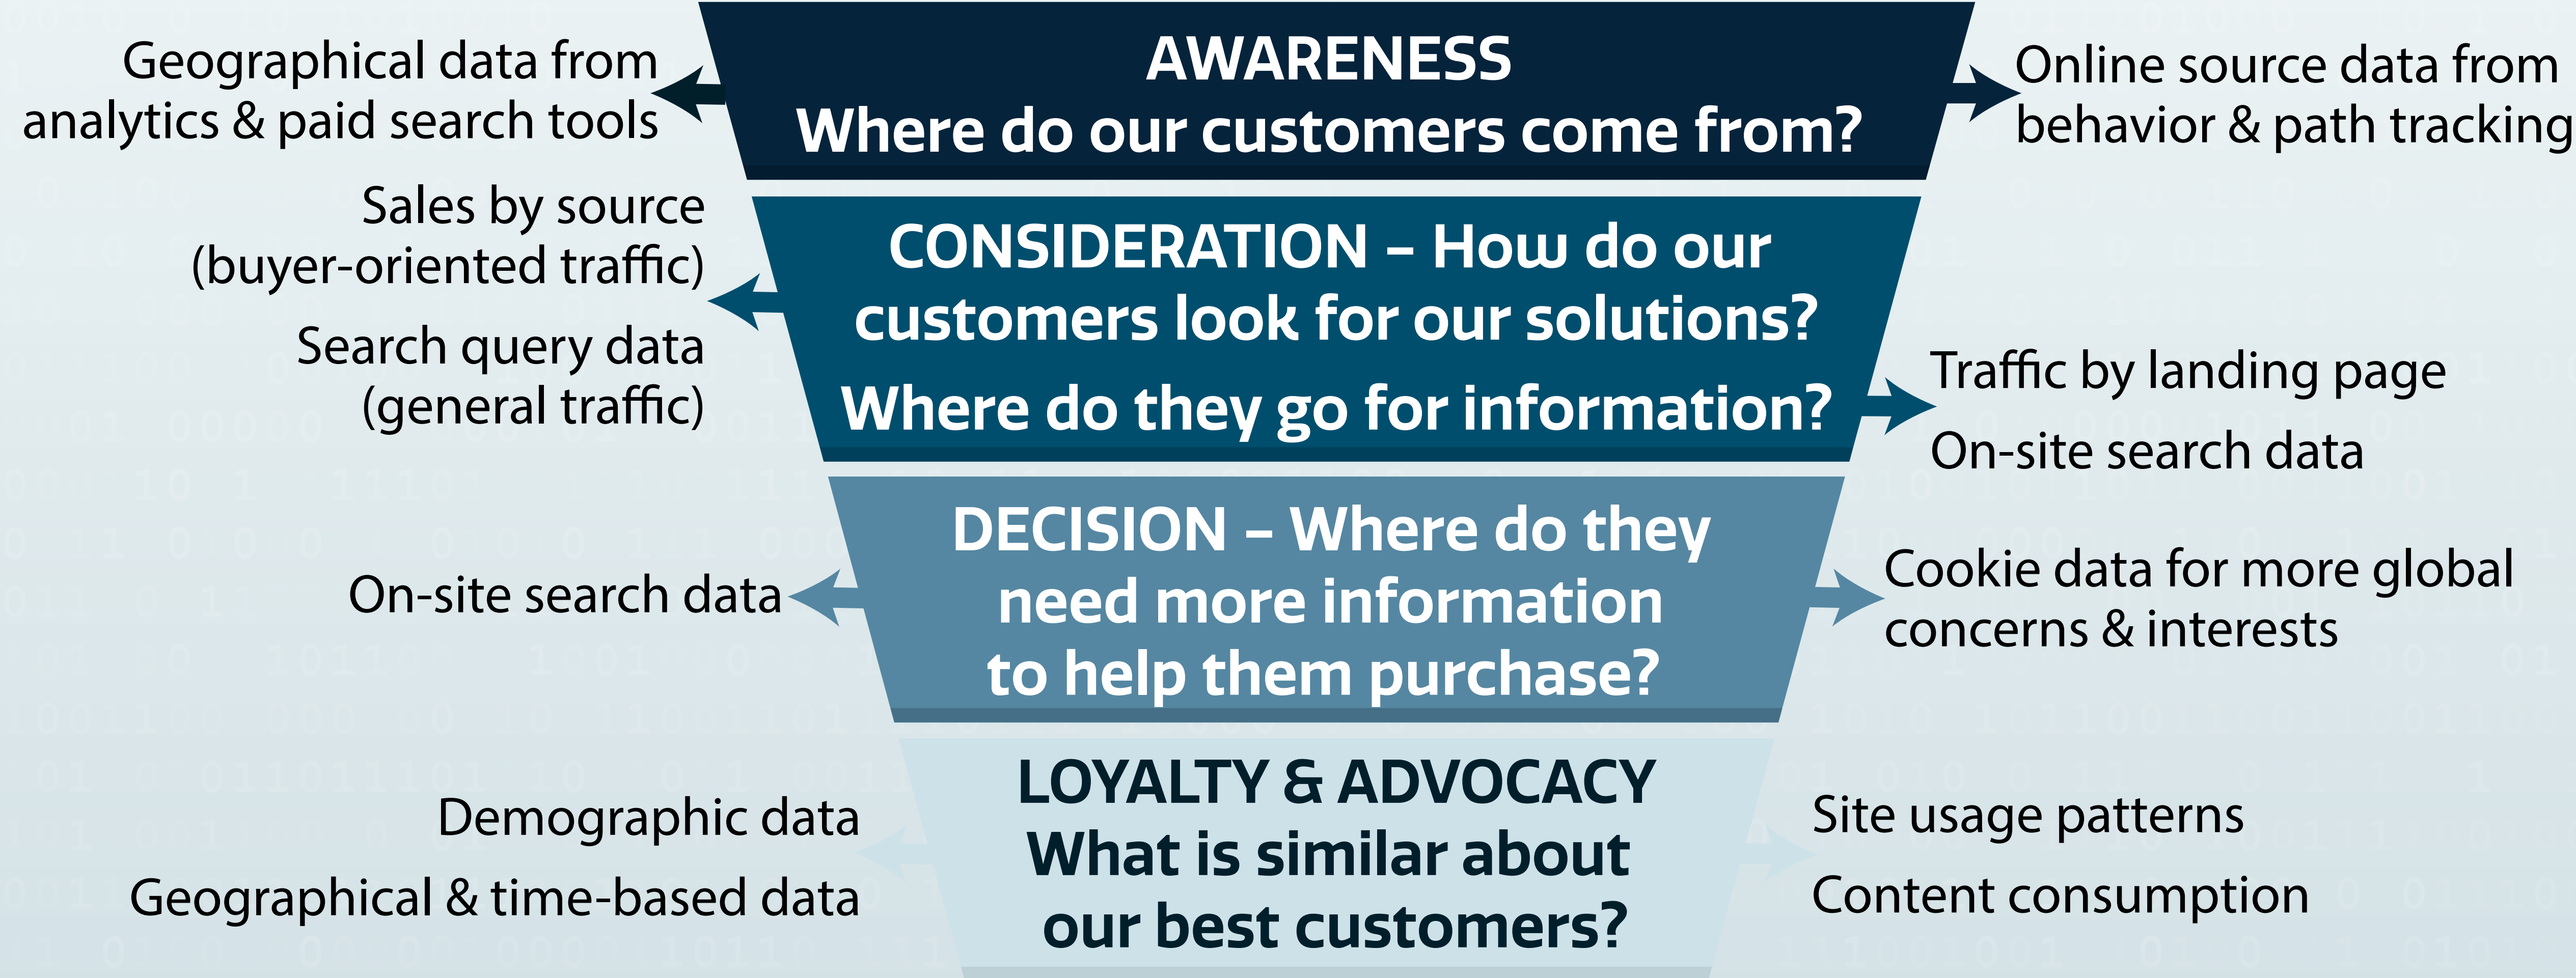 Geographical data from
analytics & paid search tools
AWARENESS
Where do our customers come from?
Online source data from
behavior & path tracking
Sales by source
(buyer-oriented traffic)
Search query data
(general traffic)
CONSIDERATION – How do our
customers look for our solutions?
Where do they go for information?
Traffic by landing page
On-site search data
On-site search data
DECISION – Where do they
need more information
to help them purchase?
Cookie data for more global
concerns & interests
Demographic data
Geographical & time-based data
LOYALTY & ADVOCACY
What is similar about
our best customers?
Site usage patterns
Content consumption